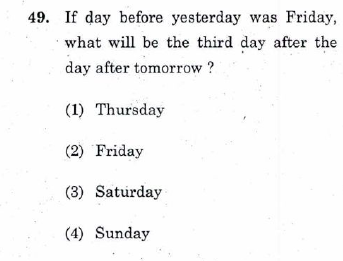 49. If day before yesterday was Friday,
what will be the third day after the
day after tomorrow ?
(1) Thursday
(2) Friday
(3) Saturday
(4) Sunday